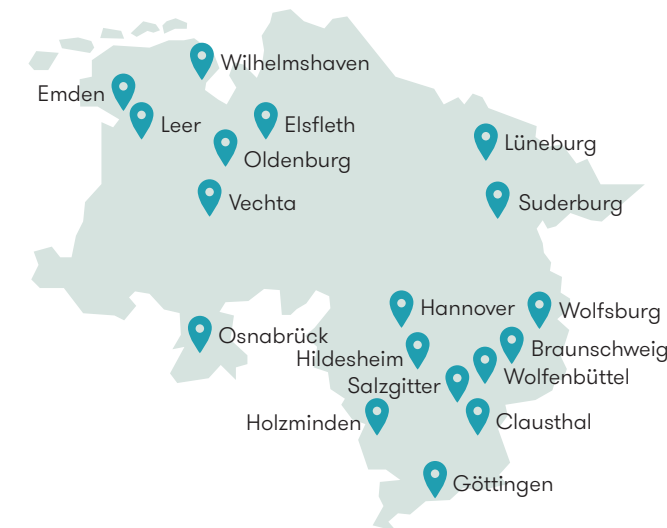 Wilhelmshaven
Emden
Leer
Elsfleth
Lüneburg
Oldenburg
Vechta
Suderburg
Hannover
Wolfsburg
Osnabrück
Braunschweig
Hildesheim
Wolfenbüttel
Salzgitter
Holzminden
Clausthal
Göttingen